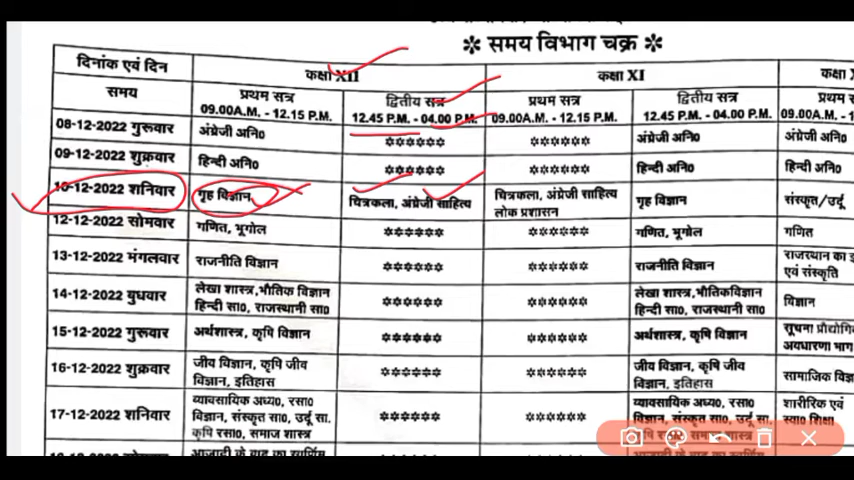 ✲ समय विभाग चक्र ✲
दिनांक एवं दिन
कक्षा XII
कक्षा XI
समय
प्रथम सत्र
द्वितीय सत्र
प्रथम सत्र
द्वितीय सत्र
09.00A.M. - 12.15 P.M.
12.45 P.M. - 04.00 P.M.
09.00A.M. - 12.15 P.M.
12.45 P.M. - 04.00 P.M.
09.00A.M. - 1
08-12-2022 गुरूवार
अंग्रेजी अनि0
✲✲✲✲✲✲
✲✲✲✲✲✲
अंग्रेजी अनि0
अंग्रेजी अनि0
09-12-2022 शुक्रवार
हिन्दी अनि0
✲✲✲✲✲✲
✲✲✲✲✲✲
हिन्दी अनि0
हिन्दी अनि0
10-12-2022 शनिवार
गृह विज्ञान
चित्रकला, अंग्रेजी साहित्य
चित्रकला, अंग्रेजी साहित्य
लोक प्रशासन
गृह विज्ञान
संस्कृत/उर्दू
12-12-2022 सोमवार
गणित, भूगोल
✲✲✲✲✲✲
✲✲✲✲✲✲
गणित, भूगोल
गणित
13-12-2022 मंगलवार
राजनीति विज्ञान
✲✲✲✲✲✲
✲✲✲✲✲✲
राजनीति विज्ञान
राजस्थान का
एवं संस्कृति
14-12-2022 बुधवार
लेखा शास्त्र,भौतिक विज्ञान
हिन्दी सा0, राजस्थानी सा0
✲✲✲✲✲✲
✲✲✲✲✲✲
लेखा शास्त्र,भौतिकविज्ञान
हिन्दी सा0, राजस्थानी सा0
विज्ञान
15-12-2022 गुरूवार
अर्थशास्त्र, कृषि विज्ञान
✲✲✲✲✲✲
✲✲✲✲✲✲
अर्थशास्त्र, कृषि विज्ञान
सूचना
अवधारणा भाग
16-12-2022 शुक्रवार
जीव विज्ञान, कृषि जीव
विज्ञान, इतिहास
✲✲✲✲✲✲
✲✲✲✲✲✲
जीव विज्ञान, कृषि जीव
विज्ञान, इतिहास
सामाजिक
17-12-2022 शनिवार
व्यावसायिक अध्य0, रसा0
विज्ञान, संस्कृत सा0, उर्दू सा.
कृषि रसा0, समाज शास्त्र
✲✲✲✲✲✲
✲✲✲✲✲✲
व्यावसायिक अध्य0, रसा0
विज्ञान, संस्कृत सा0, उर्दू सा.
शारीरिक एवं
स्वा0 शिक्षा